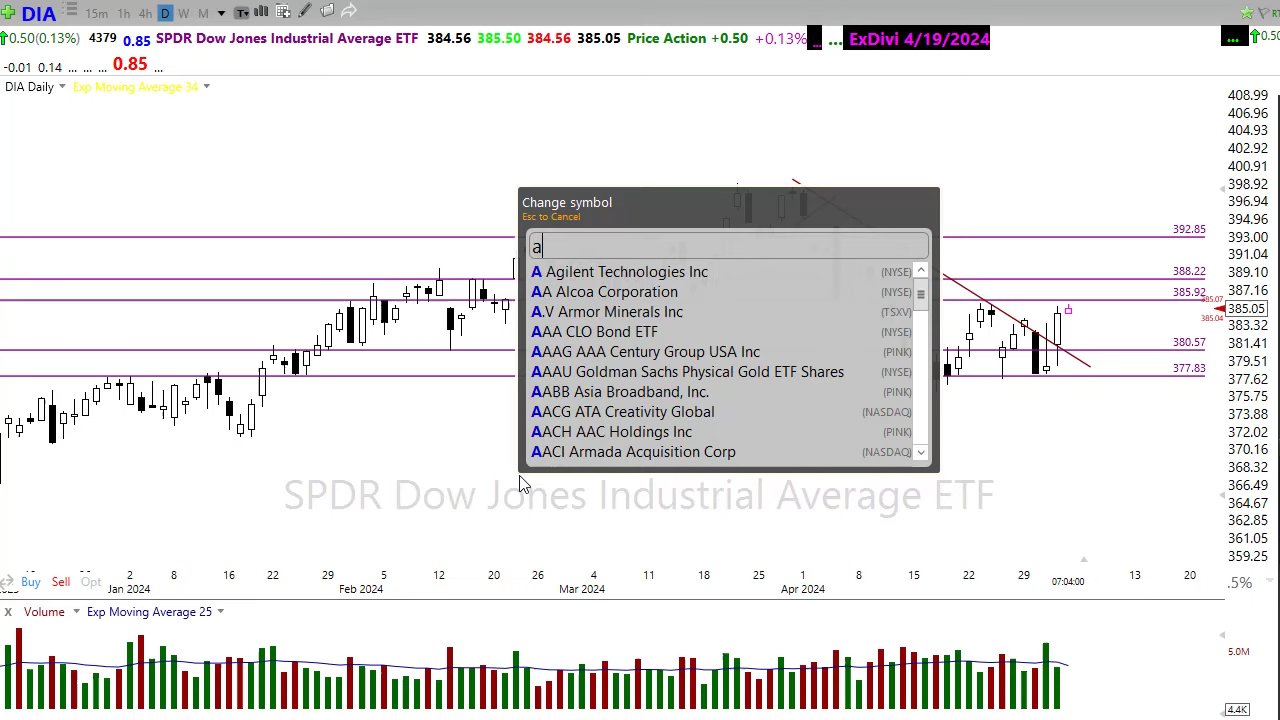 DIA 15m 1h 4h D W M T
0.50(0.13%) 4379 0.85 SPDR Dow Jones Industrial Average ETF 384.56 385.50 384.56 385.05 Price Action +0.50 +0.13% ... ... ExDivi 4/19/2024 ...
-0.01 0.14 ... ... ... 0.85 ...
DIA Daily Exp Moving Average 34
408.99
406.96
404.93
402.92
400.91
398.92
396.94
394.96
393.00
391.04
389.10
387.16
385.05
383.32
381.41
379.51
377.62
375.75
373.88
372.02
370.16
368.32
366.49
364.67
362.85
361.05
359.25
392.85
388.22
385.92
385.07
385.04
380.57
377.83
Change symbol
Esc to Cancel
a
A Agilent Technologies Inc (NYSE)
AA Alcoa Corporation (NYSE)
A.V Armor Minerals Inc (TSXV)
AAA CLO Bond ETF (NYSE)
AAAG AAA Century Group USA Inc (PINK)
AAAU Goldman Sachs Physical Gold ETF Shares (NYSE)
AABB Asia Broadband, Inc. (PINK)
AACG ATA Creativity Global (NASDAQ)
AACH AAC Holdings Inc (PINK)
AACI Armada Acquisition Corp (NASDAQ)
SPDR Dow Jones Industrial Average ETF
Buy Sell Opt
2 8 16 22 29 5 12 20 26 4 11 18 25 1 8 15 22 29 07:04:00 13 20
Jan 2024 Feb 2024 Mar 2024 Apr 2024
.5%
X Volume Exp Moving Average 25
5.0M
4.4K